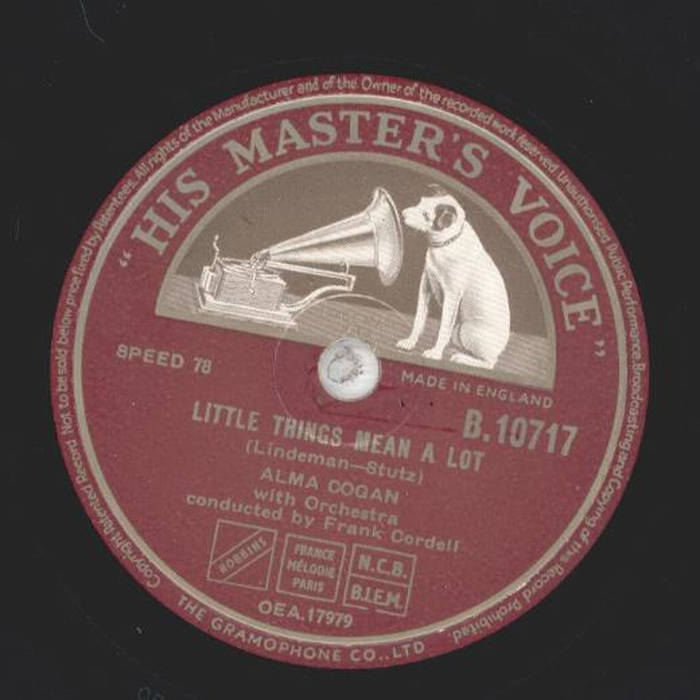 Copyright Patented Record. Not to be sold below price fixed by Patentees. All rights of the Manufacturer and of the Owner of the recorded work reserved. Unauthorised Public Performance, Broadcasting and Copying of this Record Prohibited.
"HIS MASTER'S VOICE"
SPEED 78
MADE IN ENGLAND
B.10717
LITTLE THINGS MEAN A LOT
(Lindeman—Stutz)
ALMA COGAN
with Orchestra
conducted by Frank Cordell
ROBBINS
FRANCE
MÉLODIE
PARIS
N.C.B.
B.I.E.M.
OEA.17979
THE GRAMOPHONE CO., LTD